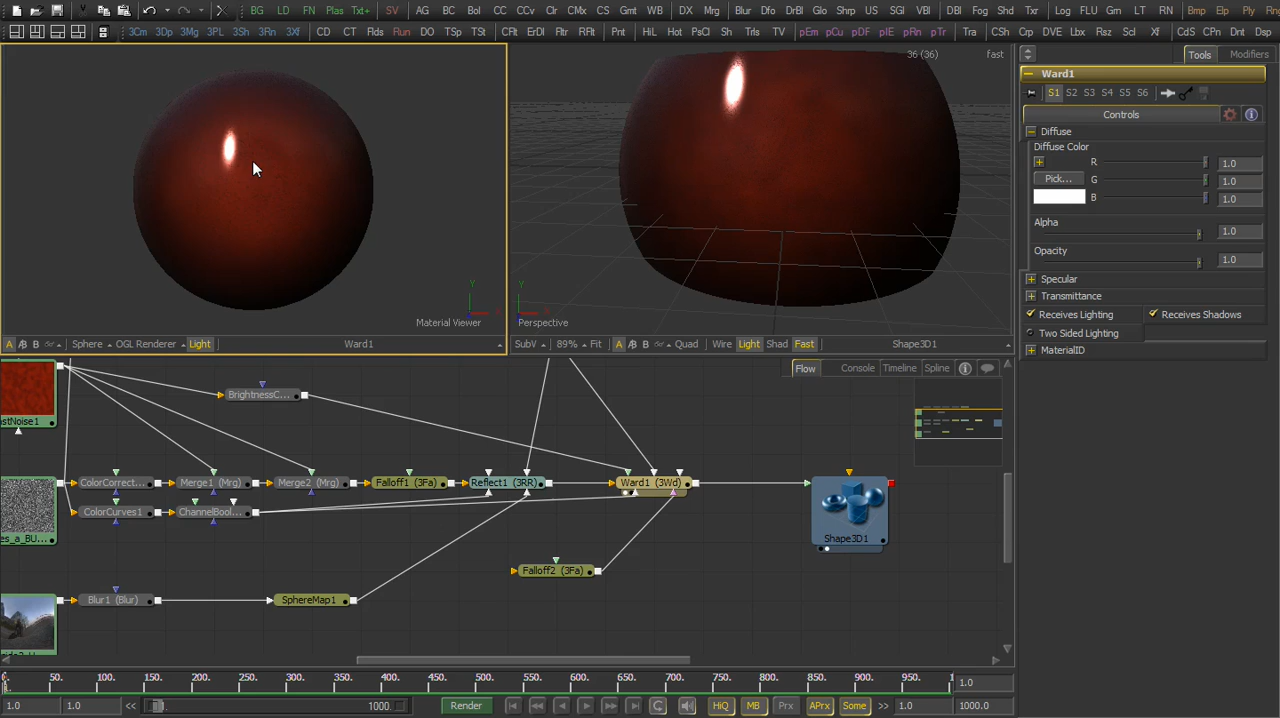 BG LD FN Plas Txt+ SV AG BC Bol CC CCv Clr CMx CS Gmt WB DX Mrg Blur Dfo DrBl Glo Shrp US SGl VBl DBl Fog Shd Txr Log FLU Gm LT RN Bmp Elp Ply
3Cm 3Dp 3Mg 3PL 3Sh 3Rn 3Xf CD CT Flds Run DO TSp TSt CFlt ErDl Fltr RFlt Pnt HiL Hot Ps Sh Trls TV pEm pCu pDF pIE pRn pTr Tra CSh Crp DVE Lbx Rsz Scl Xf CdS CPn Dnt Dsp
36 (36) fast
Tools Modifiers
Ward1
S1 S2 S3 S4 S5 S6
Controls
Diffuse
Diffuse Color
R 1.0
Pick... G 1.0
B 1.0
Alpha
1.0
Opacity
1.0
Specular
Transmittance
Receives Lighting Receives Shadows
Two Sided Lighting
MaterialID
Y
Material Viewer
Y
Perspective
A B Sphere OGL Renderer Light Ward1
SubV 89% Fit A B Quad Wire Light Shad Fast Shape3D1
Flow Console Timeline Spline
BrightnessC...
astNoise1
ColorCorrect... Merge1 (Mrg) Merge2 (Mrg) Falloff1 (3Fa) Reflect1 (3RR) Ward1 (3Wd)
ColorCurves1 ChannelBool...
es_a_BU...
Shape3D1
Falloff2 (3Fa)
Blur1 (Blur) SphereMap1
0. 50. 100. 150. 200. 250. 300. 350. 400. 450. 500. 550. 600. 650. 700. 750. 800. 850. 900. 950. 1.0
1.0 1.0 << 1000. Render HiQ MB Prx APrx Some >> 1.0 1000.0